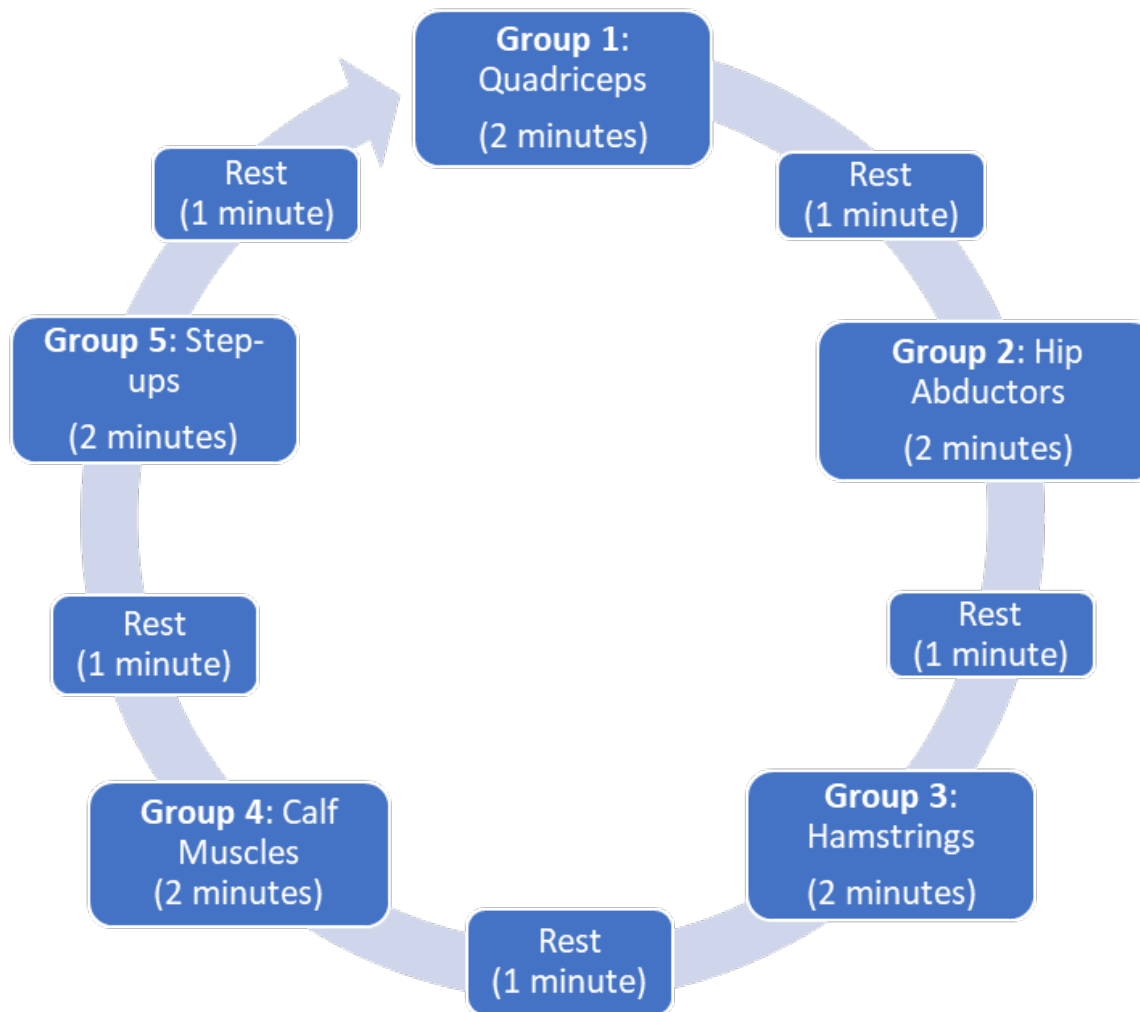 Group 1:
Quadriceps
(2 minutes)
Rest
(1 minute)
Group 2: Hip
Abductors
(2 minutes)
Rest
(1 minute)
Group 3:
Hamstrings
(2 minutes)
Rest
(1 minute)
Group 4: Calf
Muscles
(2 minutes)
Rest
(1 minute)
Group 5: Step-
ups
(2 minutes)
Rest
(1 minute)